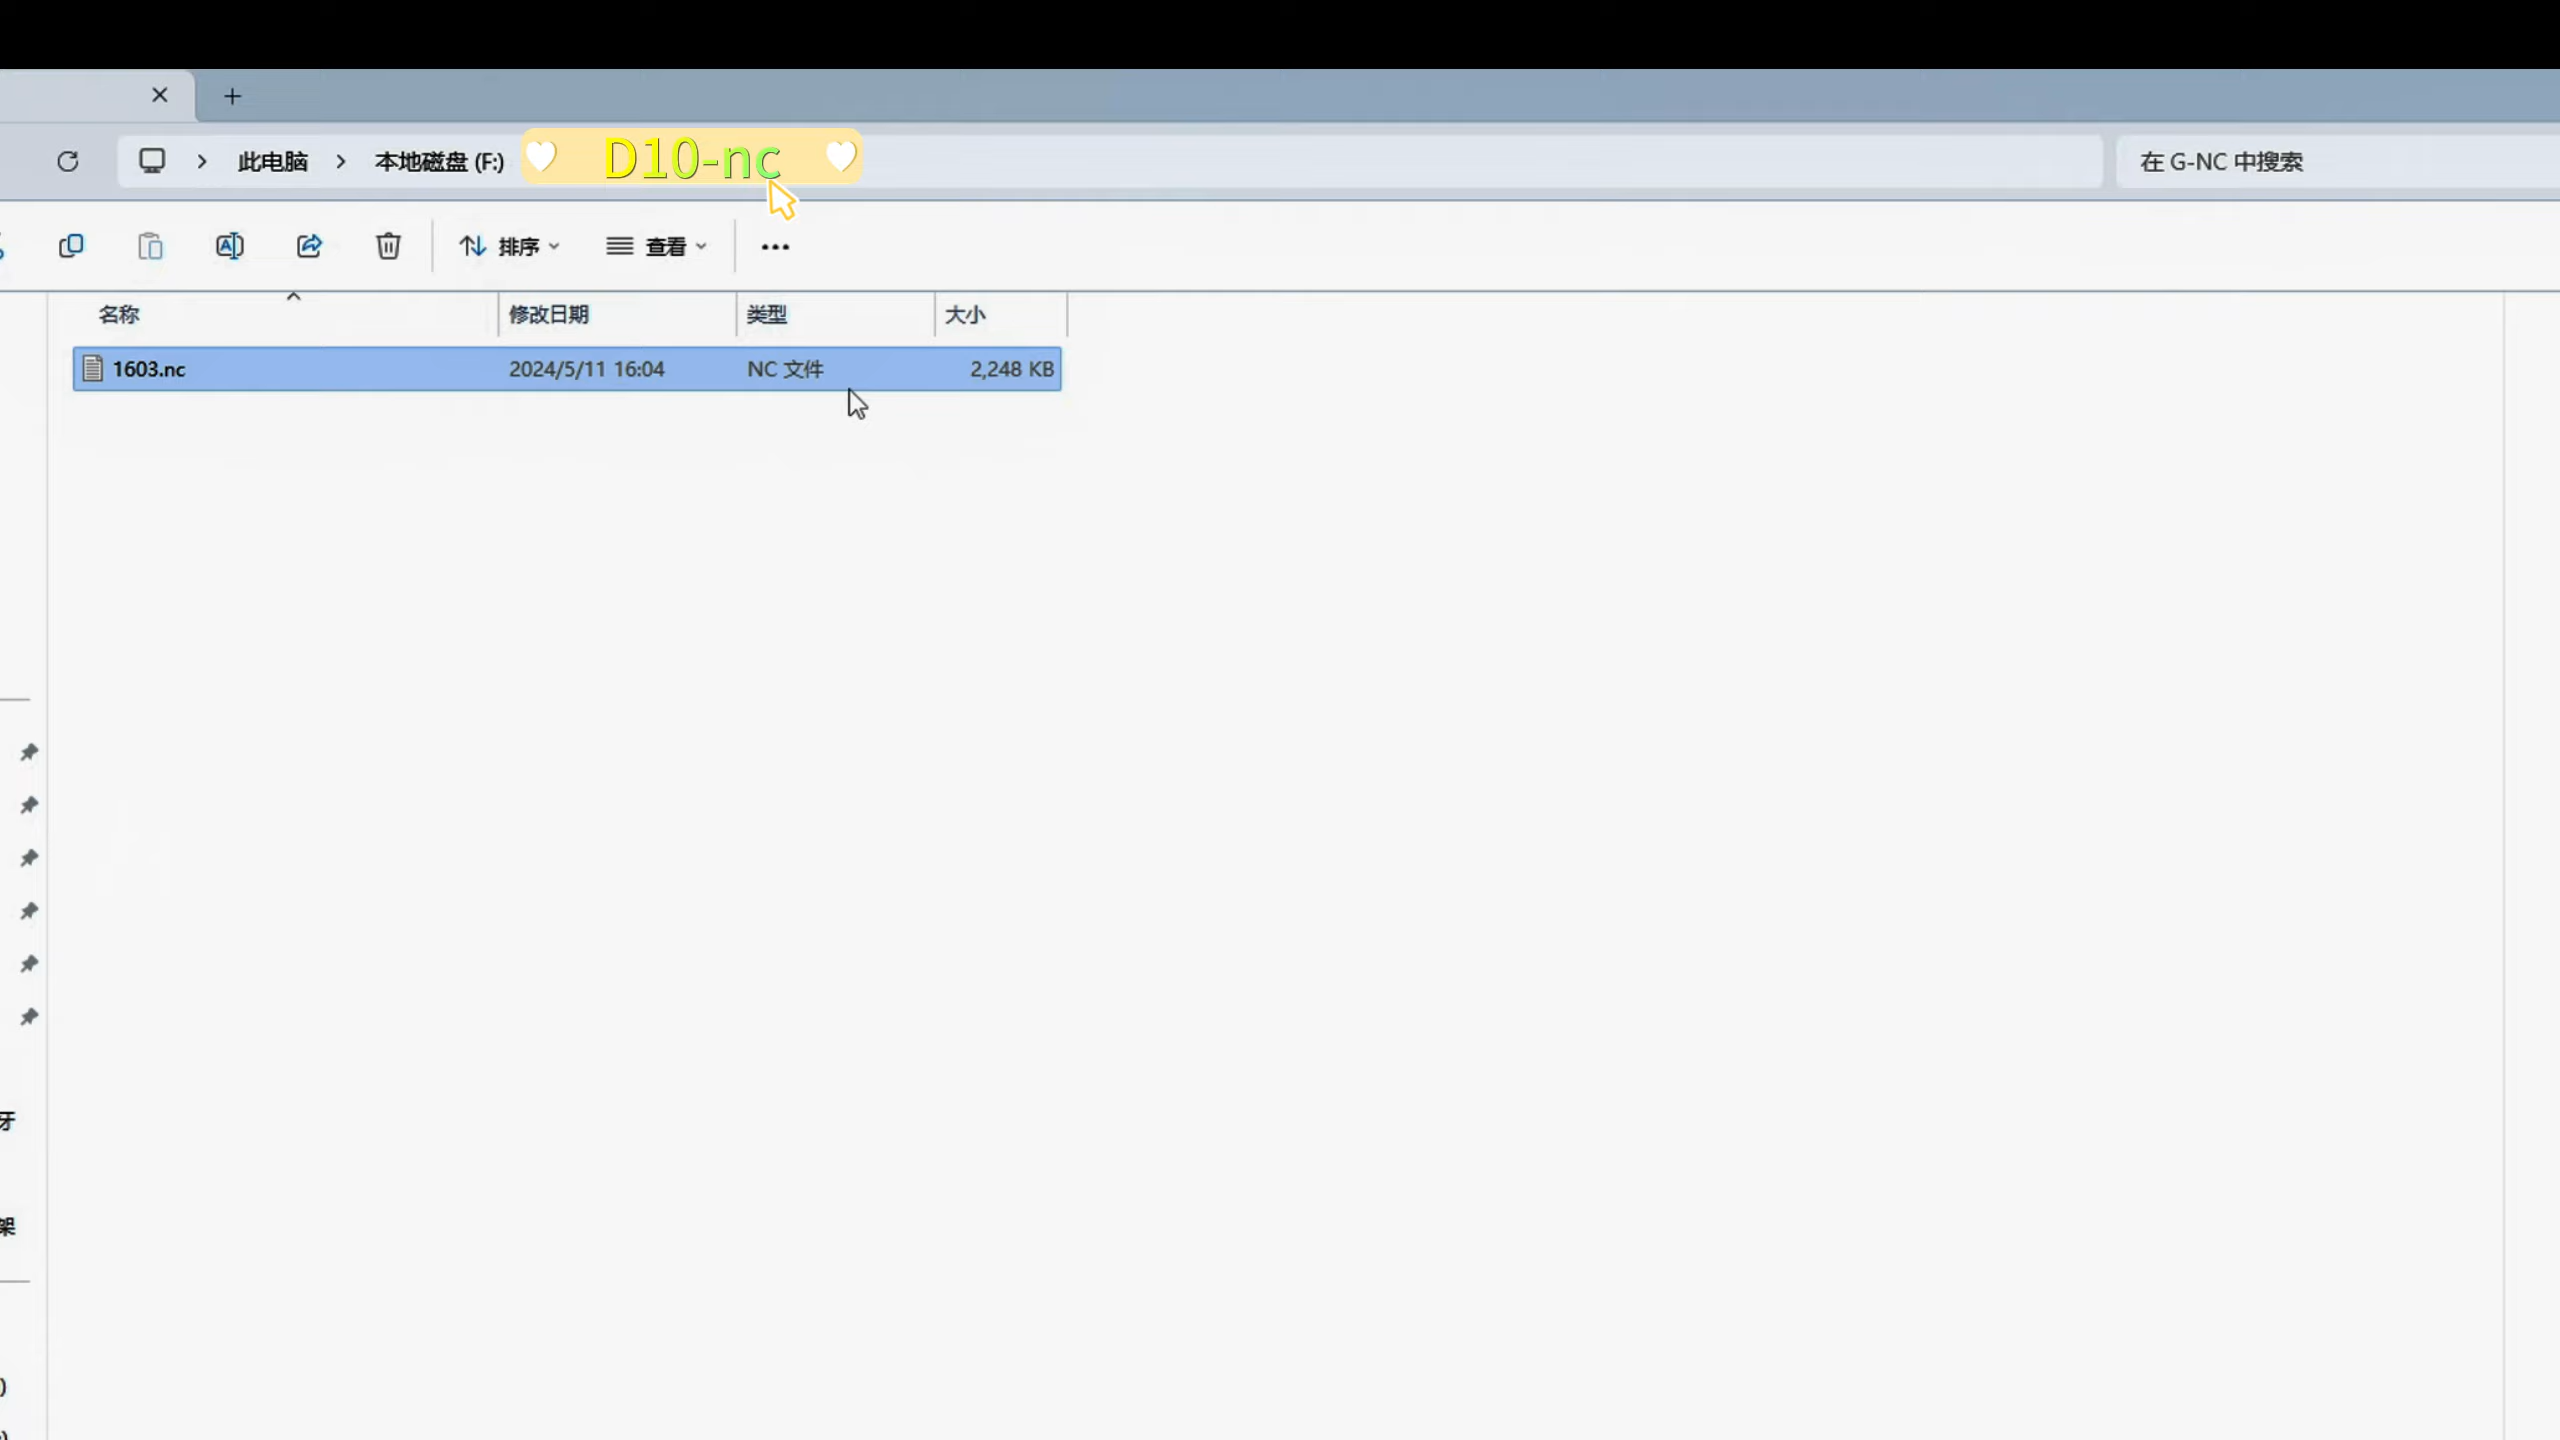 此电脑 > 本地磁盘 (F:) D10-nc
在 G-NC 中搜索
排序 查看
名称 修改日期 类型 大小
1603.nc 2024/5/11 16:04 NC 文件 2,248 KB
牙
架
)